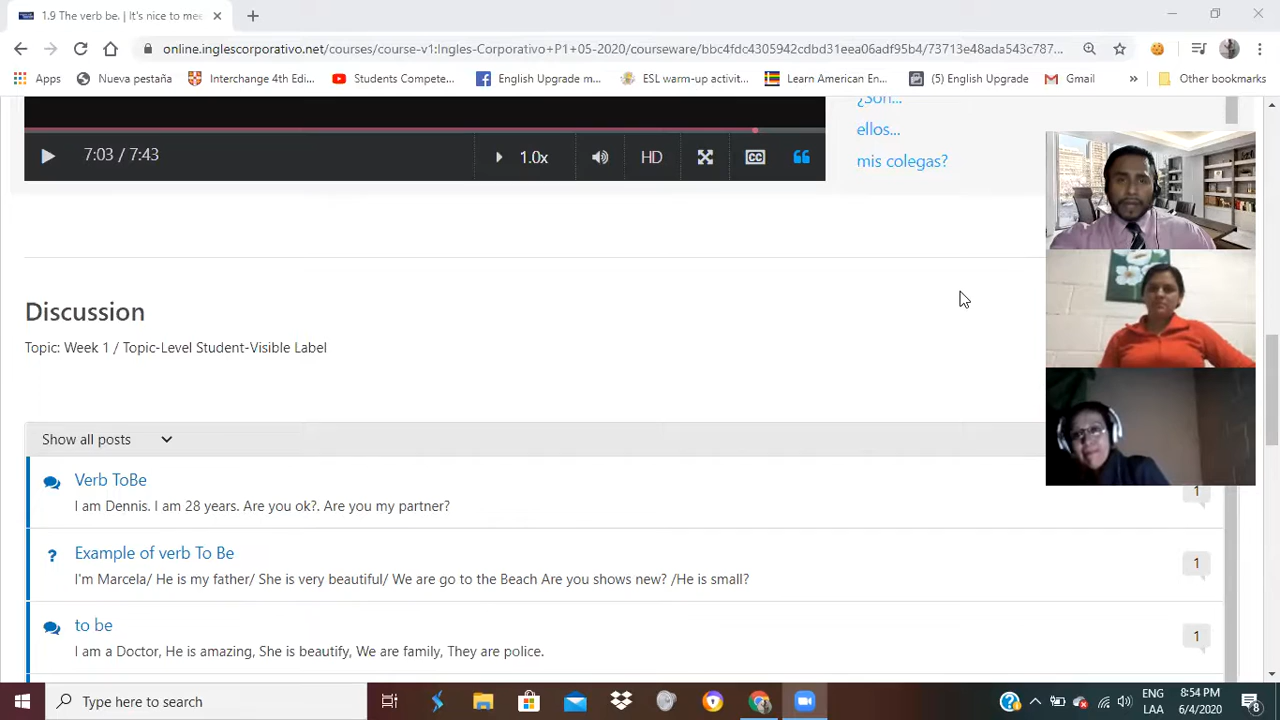 1.9 The verb be. | It's nice to mee
online.inglescorporativo.net/courses/course-v1:Ingles-Corporativo+P1+05-2020/courseware/bbc4fdc4305942cdbd31eea06adf95b4/73713e48ada543c787...
Apps Nueva pestaña Interchange 4th Edi... Students Compete... English Upgrade m... ESL warm-up activit... Learn American En... (5) English Upgrade Gmail » Other bookmarks
¿Son...
ellos...
mis colegas?
7:03 / 7:43 1.0x HD CC
Discussion
Topic: Week 1 / Topic-Level Student-Visible Label
Show all posts
Verb ToBe
I am Dennis. I am 28 years. Are you ok?. Are you my partner?
1
Example of verb To Be
I'm Marcela/ He is my father/ She is very beautiful/ We are go to the Beach Are you shows new? /He is small?
1
to be
I am a Doctor, He is amazing, She is beautify, We are family, They are police.
1
Type here to search
ENG
LAA
8:54 PM
6/4/2020
8